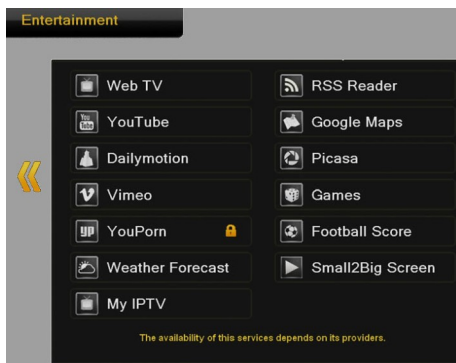 Entertainment
Web TV
YouTube
Dailymotion
Vimeo
YouPorn
Weather Forecast
My IPTV
RSS Reader
Google Maps
Picasa
Games
Football Score
Small2Big Screen
The availability of this services depends on its providers.